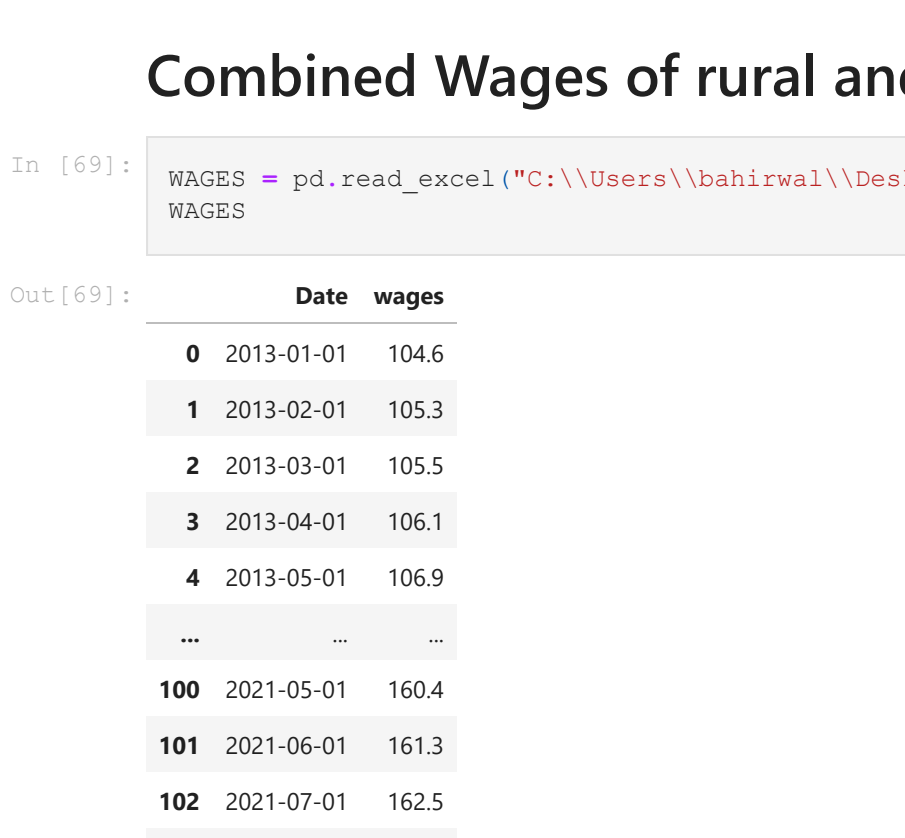 Combined Wages of rural
In [69]:
WAGES = pd.read_excel("C:\\Users\\bahirwal\\
WAGES
Out[69]:
Date wages
0 2013-01-01 104.6
1 2013-02-01 105.3
2 2013-03-01 105.5
3 2013-04-01 106.1
4 2013-05-01 106.9
... ... ...
100 2021-05-01 160.4
101 2021-06-01 161.3
102 2021-07-01 162.5